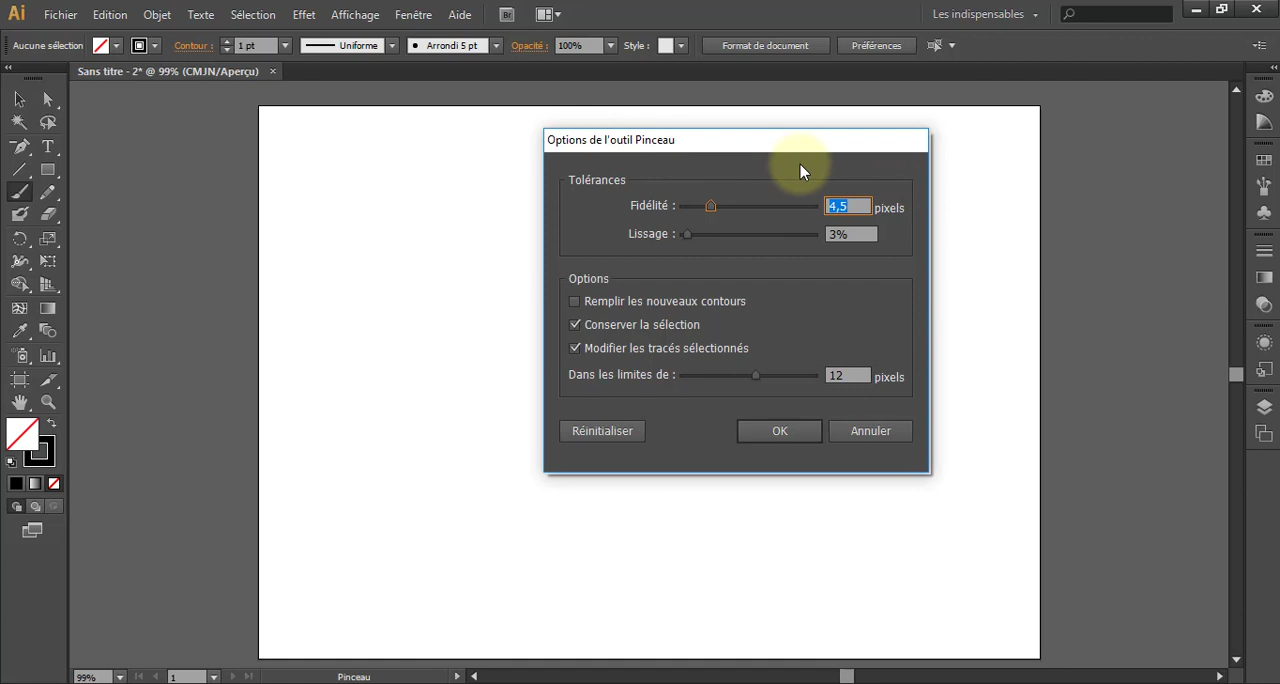 Ai Fichier Edition Objet Texte Sélection Effet Affichage Fenêtre Aide Br Les indispensables
Aucune sélection Contour : 1 pt Uniforme Arrondi 5 pt Opacité : 100% Style : Format de document Préférences
Sans titre - 2* @ 99% (CMJN/Aperçu) ×
Options de l'outil Pinceau
Tolérances
Fidélité : 4,5 pixels
Lissage : 3%
Options
Remplir les nouveaux contours
Conserver la sélection
Modifier les tracés sélectionnés
Dans les limites de : 12 pixels
Réinitialiser OK Annuler
99% 1 Pinceau